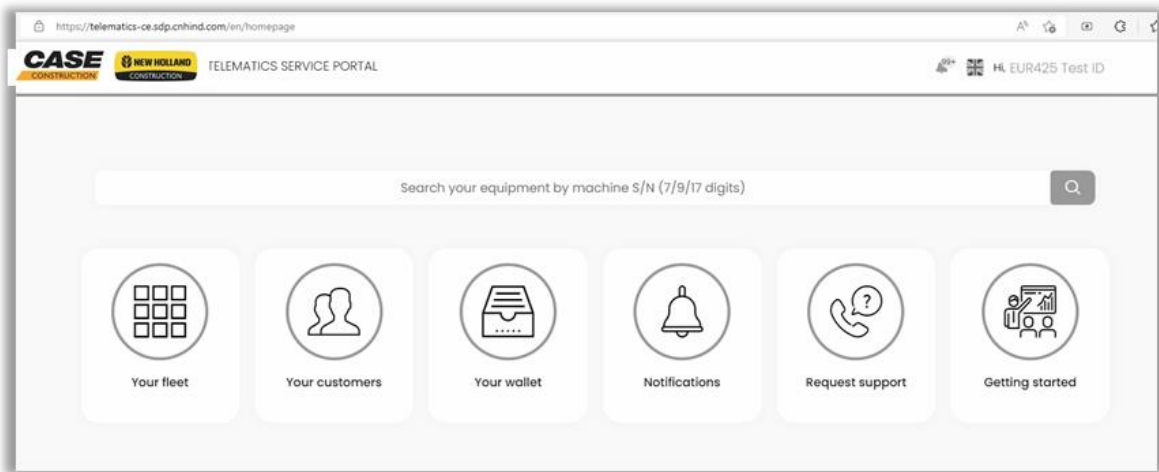 https://telematics-ce.sdp.cnhind.com/en/homepage
CASE
CONSTRUCTION
NEW HOLLAND
CONSTRUCTION
TELEMATICS SERVICE PORTAL
99+
Hi, EUR425 Test ID
Search your equipment by machine S/N (7/9/17 digits)
Your fleet
Your customers
Your wallet
Notifications
Request support
Getting started